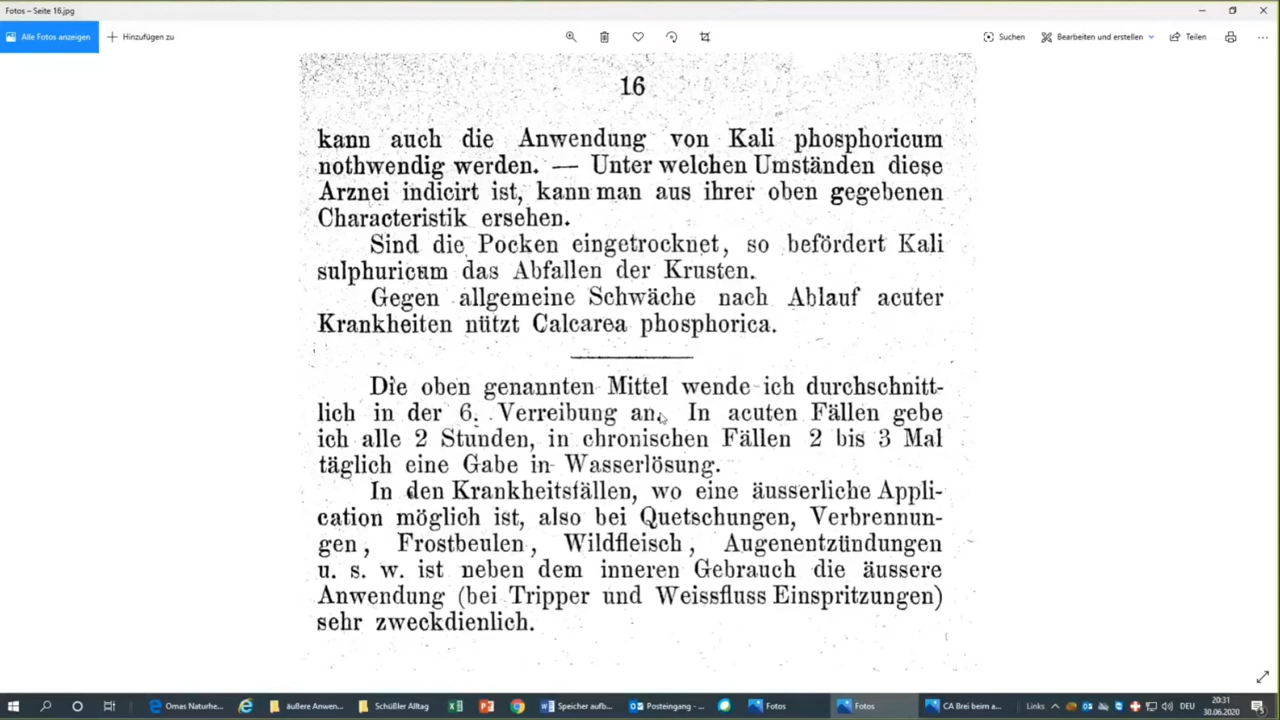 Fotos – Seite 16.jpg
Alle Fotos anzeigen
Hinzufügen zu
Suchen
Bearbeiten und erstellen
Teilen
16
kann auch die Anwendung von Kali phosphoricum
nothwendig werden. — Unter welchen Umständen diese
Arznei indicirt ist, kann man aus ihrer oben gegebenen
Characteristik ersehen.
Sind die Pocken eingetrocknet, so befördert Kali
sulphuricum das Abfallen der Krusten.
Gegen allgemeine Schwäche nach Ablauf acuter
Krankheiten nützt Calcarea phosphorica.
Die oben genannten Mittel wende ich durchschnitt-
lich in der 6. Verreibung an. In acuten Fällen gebe
ich alle 2 Stunden, in chronischen Fällen 2 bis 3 Mal
täglich eine Gabe in Wasserlösung.
In den Krankheitsfällen, wo eine äusserliche Appli-
cation möglich ist, also bei Quetschungen, Verbrennun-
gen, Frostbeulen, Wildfleisch, Augenentzündungen
u. s. w. ist neben dem inneren Gebrauch die äussere
Anwendung (bei Tripper und Weissfluss Einspritzungen)
sehr zweckdienlich.
Omas Naturhe...
äußere Anwen...
Schüßler Alltag
Speicher aufb...
Posteingang - ...
Fotos
Fotos
CA Brei beim a...
Links
DEU
20:31
30.06.2020